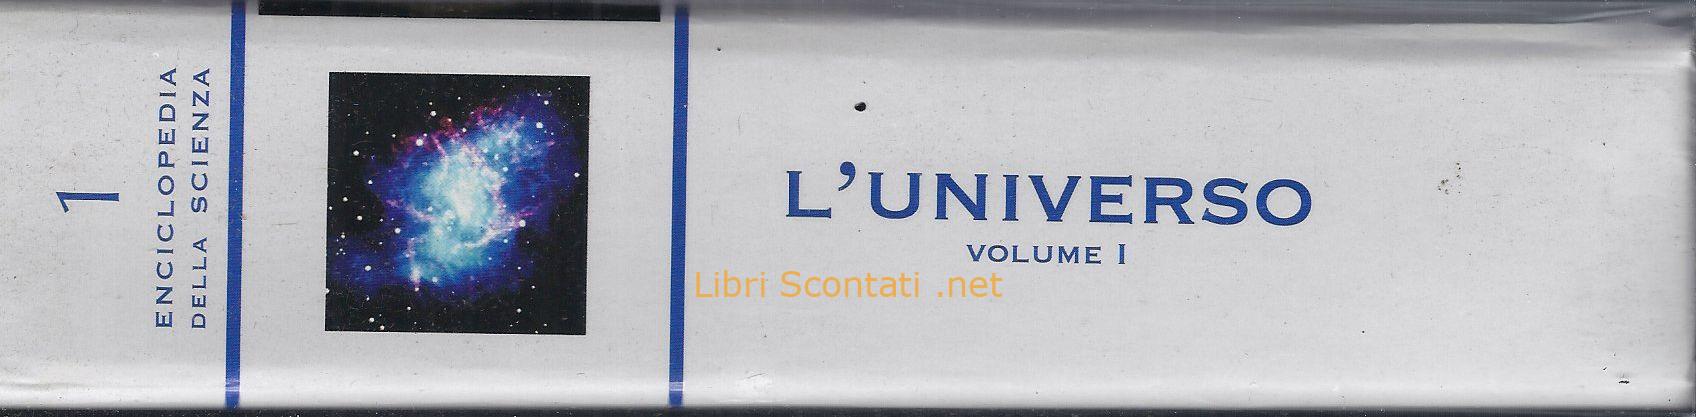 1
ENCICLOPEDIA
DELLA SCIENZA
L'UNIVERSO
VOLUME I
Libri Scontati .net